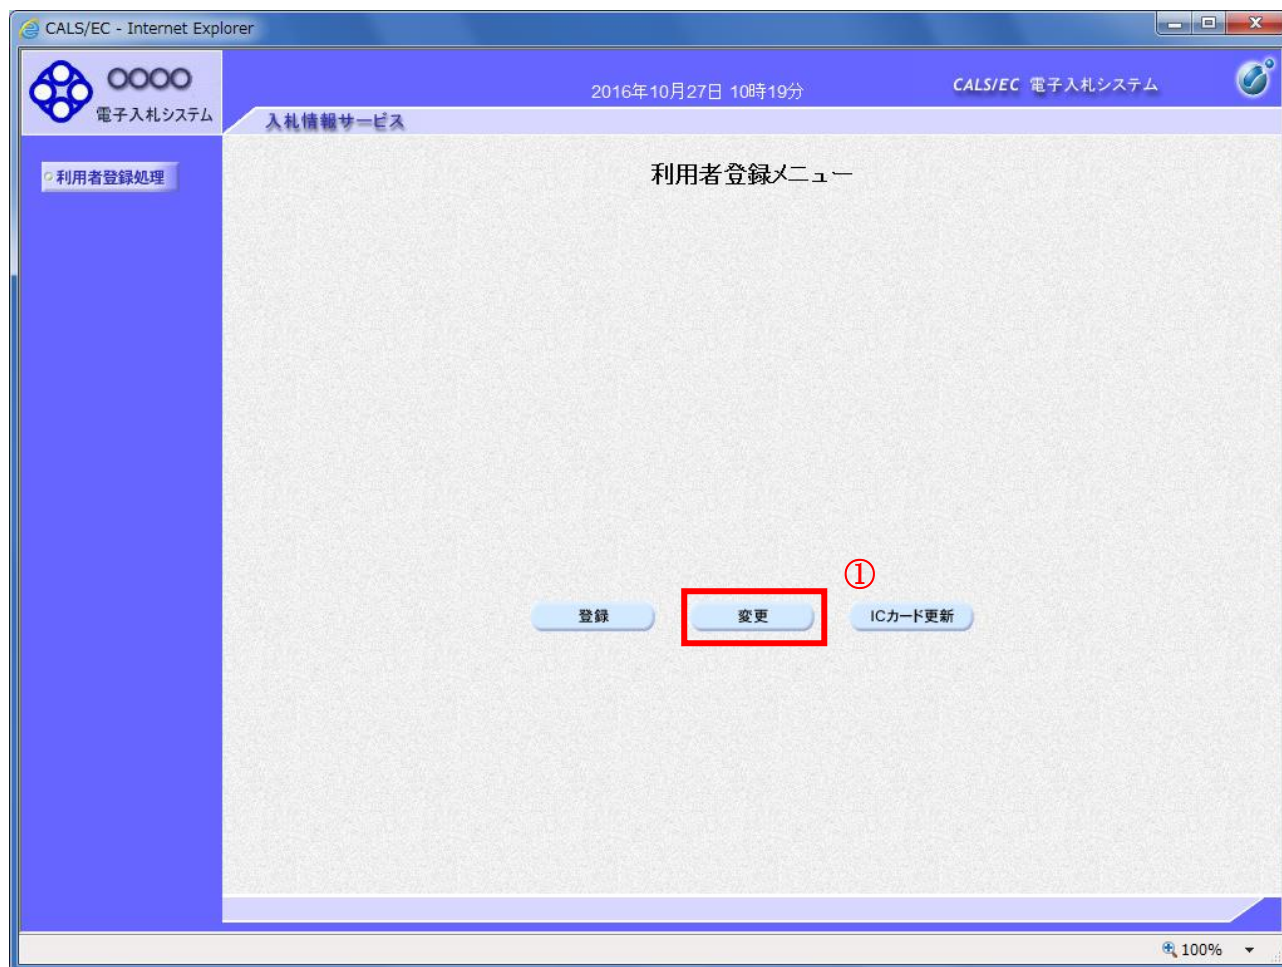 CALS/EC - Internet Explorer
○○○○
電子入札システム
2016年10月27日 10時19分
CALS/EC 電子入札システム
入札情報サービス
利用者登録処理
利用者登録メニュー
①
登録
変更
ICカード更新
100%